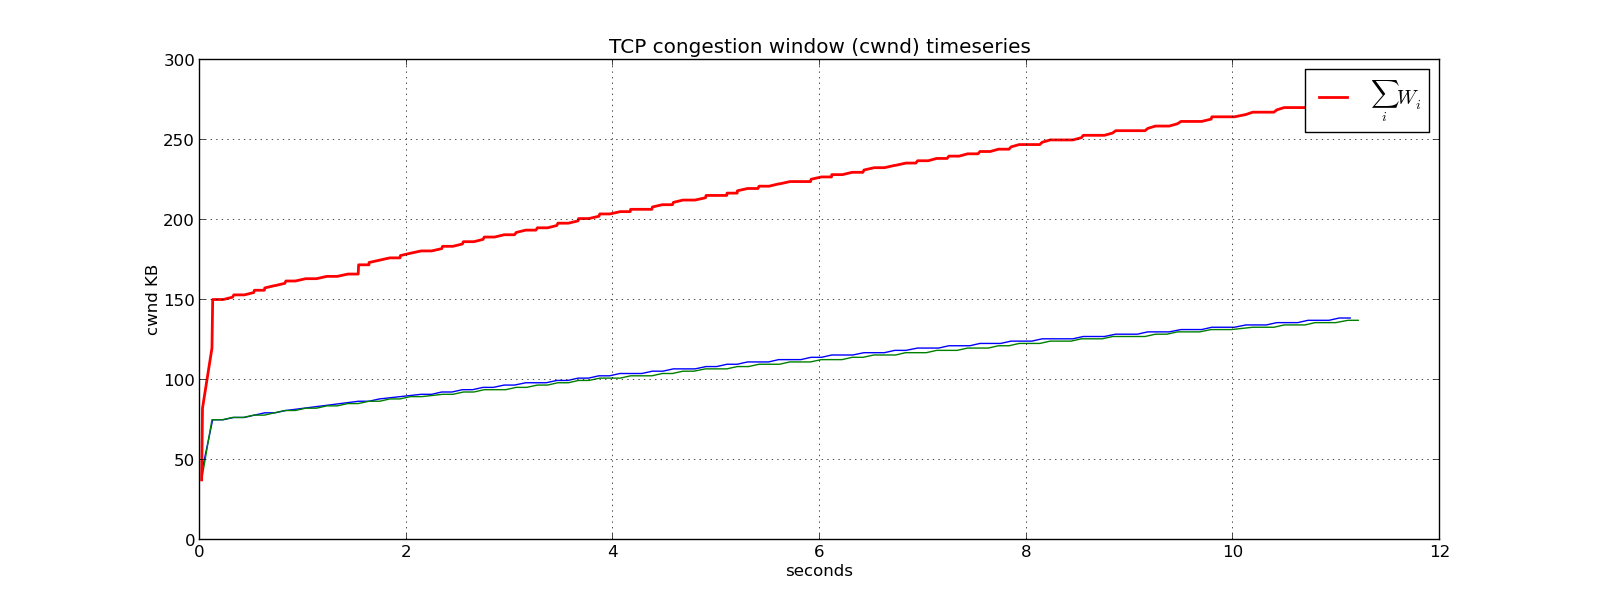 TCP congestion window (cwnd) timeseries
300
250
200
150
100
50
0
cwnd KB
0 2 4 6 8 10 12
seconds
∑
i
W_i